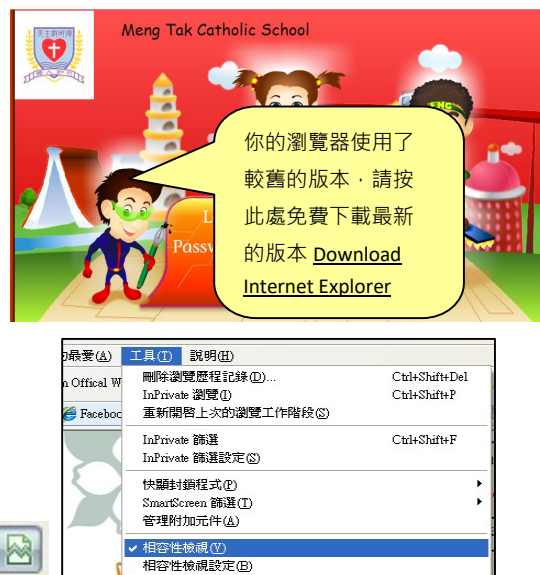 Meng Tak Catholic School
你的瀏覽器使用了
較舊的版本，請按
此處免費下載最新
的版本 Download
Internet Explorer
工具(T) 說明(H)
n Offical W
刪除瀏覽歷程記錄(D)... Ctrl+Shift+Del
InPrivate 瀏覽(I) Ctrl+Shift+P
Faceboo
重新開啓上次的瀏覽工作階段(S)
InPrivate 篩選 Ctrl+Shift+F
InPrivate 篩選設定(S)
快顯封鎖程式(P)
SmartScreen 篩選(T)
管理附加元件(A)
相容性檢視(V)
相容性檢視設定(B)